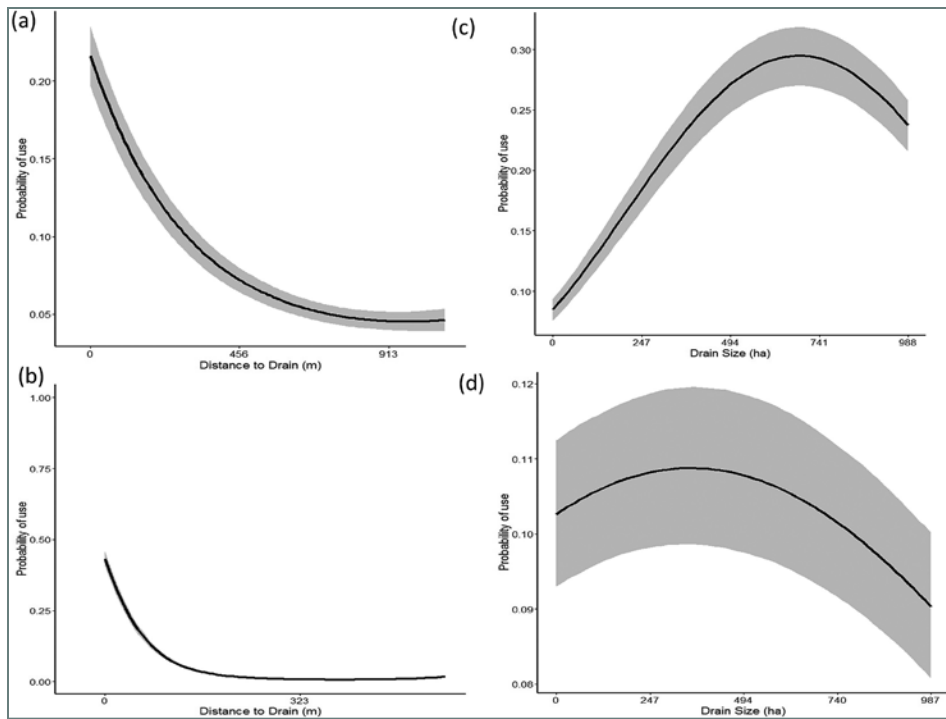 (a)
Probability of use
0.20
0.15
0.10
0.05
0 456 913
Distance to Drain (m)
(b)
Probability of use
1.00
0.75
0.50
0.25
0.00
0 323
Distance to Drain (m)
(c)
Probability of use
0.30
0.25
0.20
0.15
0.10
0 247 494 741 988
Drain Size (ha)
(d)
Probability of use
0.12
0.11
0.10
0.09
0.08
0 247 494 740 987
Drain Size (ha)